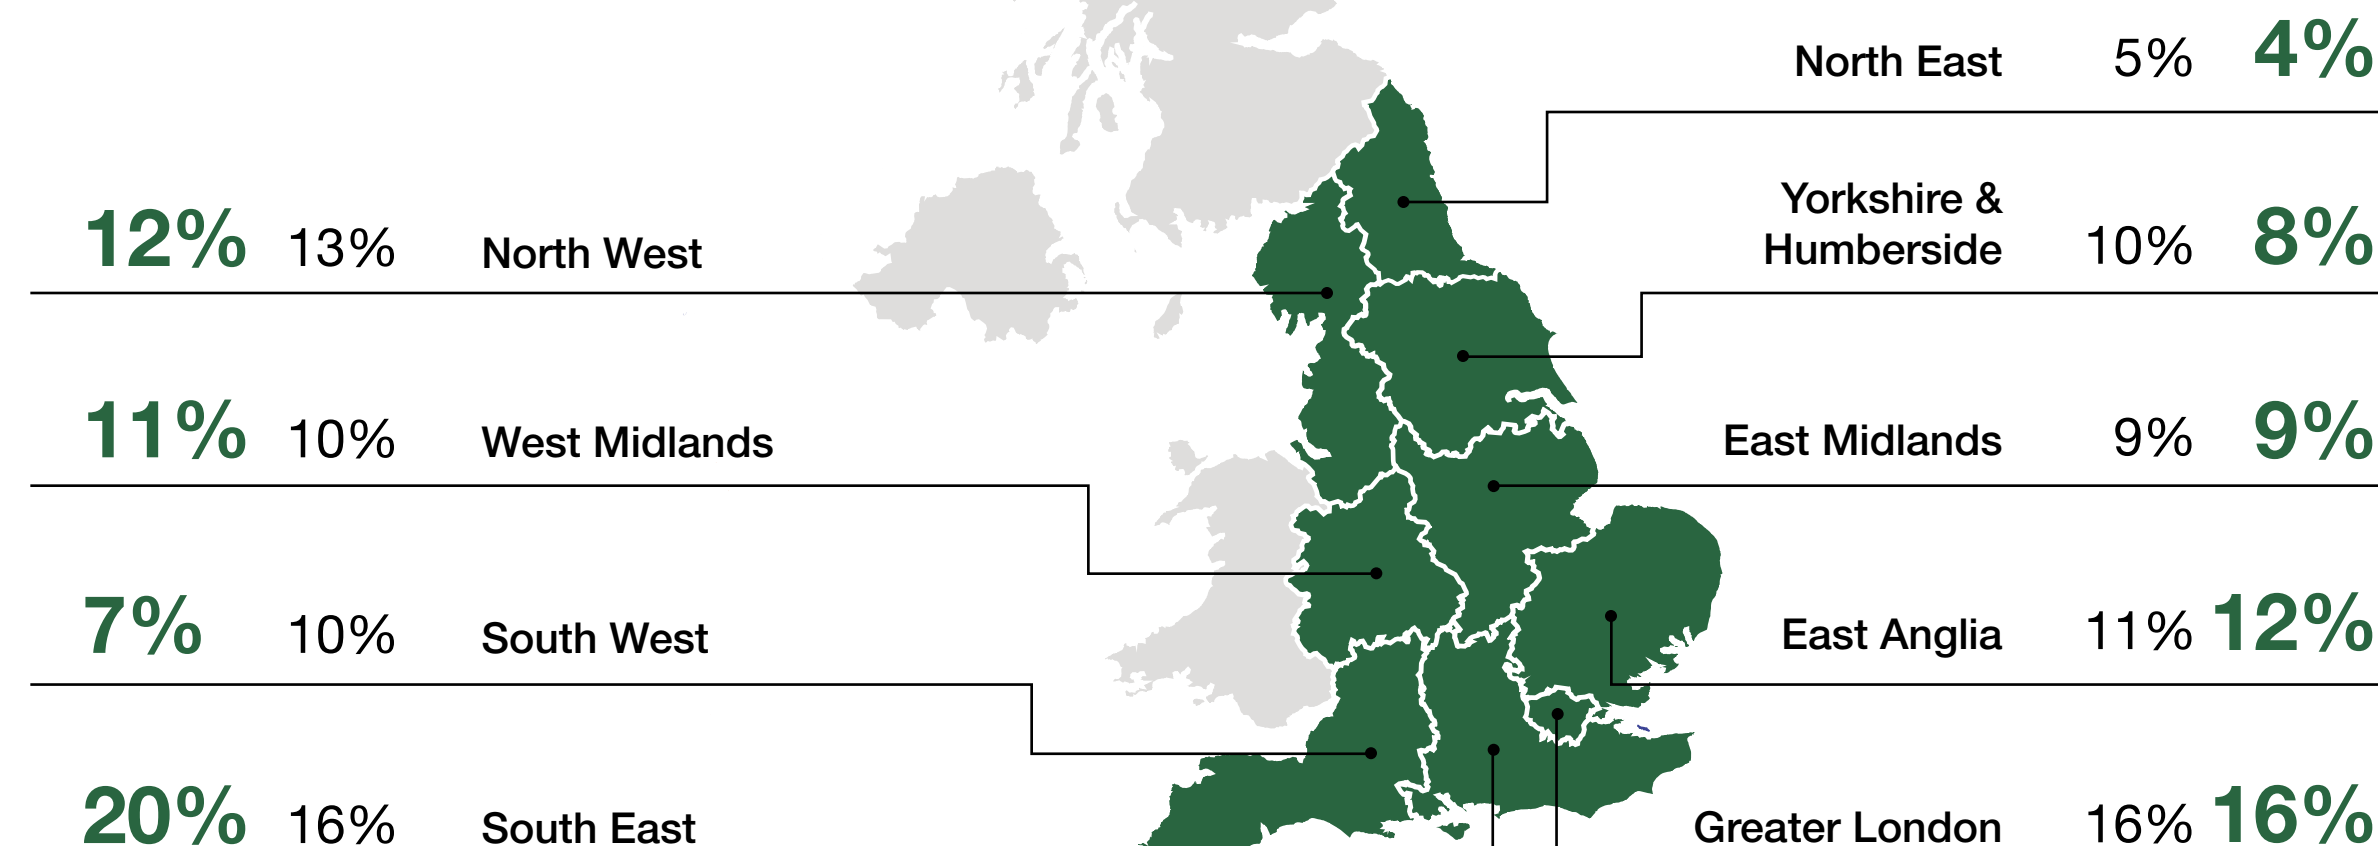 North East 5% 4%
Yorkshire &
Humberside 10% 8%
12% 13% North West
11% 10% West Midlands
East Midlands 9% 9%
7% 10% South West
East Anglia 11% 12%
20% 16% South East
Greater London 16% 16%